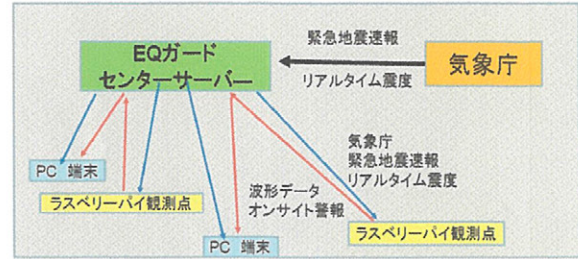 EQガード
センターサーバー
緊急地震速報
リアルタイム震度
気象庁
気象庁
緊急地震速報
リアルタイム震度
PC 端末
ラズベリーパイ観測点
波形データ
オンサイト警報
PC 端末
ラズベリーパイ観測点